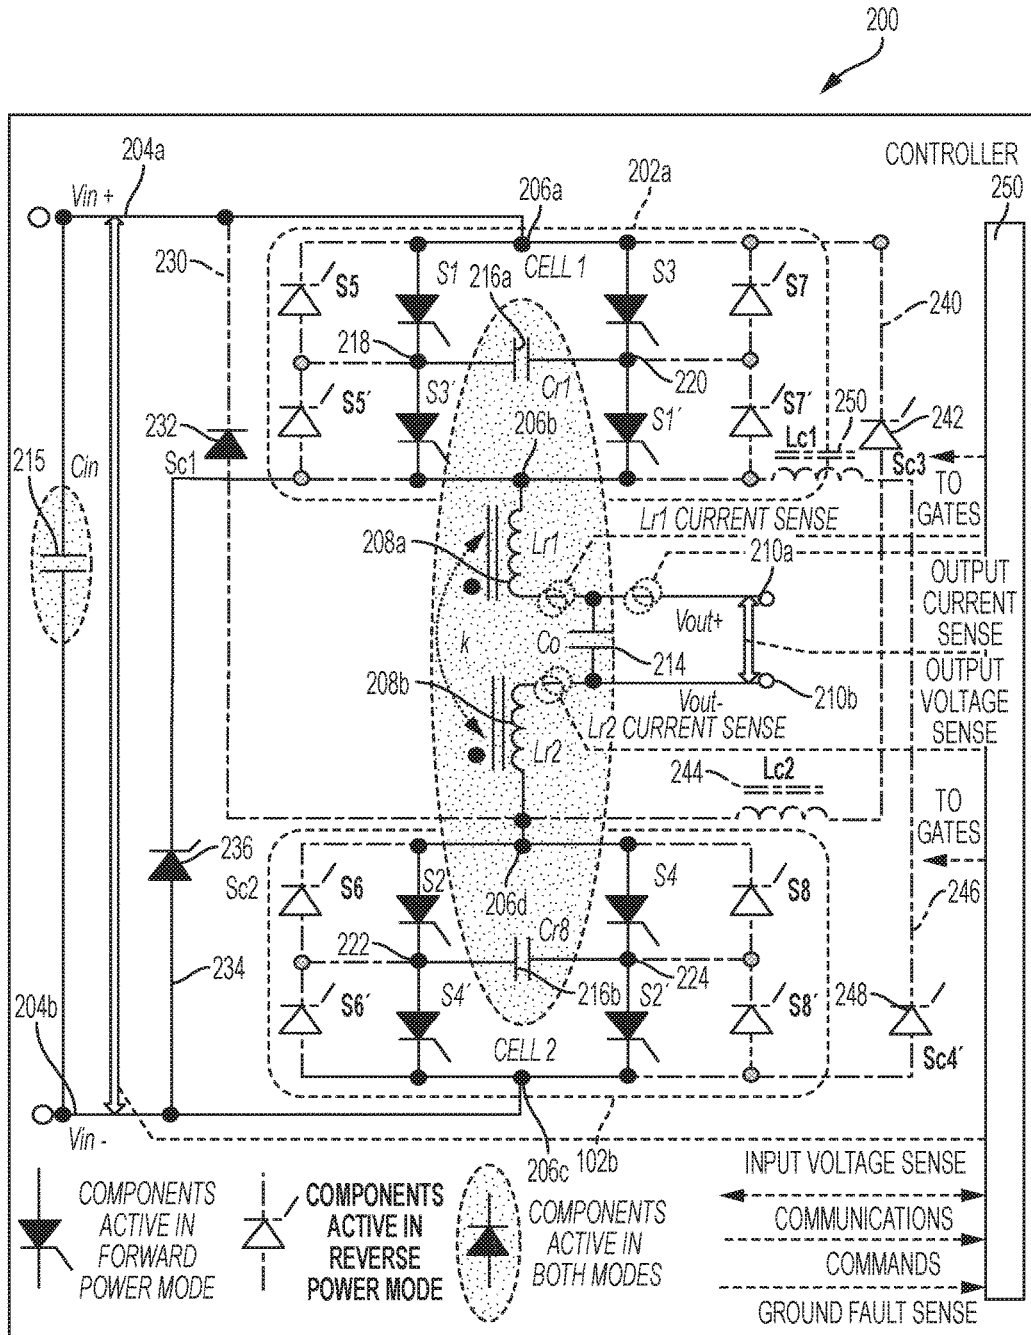 200
204a
Vin +
206a
202a
CONTROLLER
250
230
S5
S1
CELL 1
216a
S3
S7
240
218
220
S5´
S3´
Cr1
S1´
S7´
250
242
232
Sc1
206b
Lc1
Sc3
215
Cin
TO
GATES
Lr1 CURRENT SENSE
208a
Lr1
210a
OUTPUT
CURRENT
SENSE
Vout+
k
Co
214
208b
Vout-
210b
OUTPUT
VOLTAGE
SENSE
Lr2 CURRENT SENSE
Lr2
244
Lc2
TO
GATES
236
Sc2
S6
S2
206d
S4
S8
246
Cr8
222
224
234
S6´
S4´
216b
S2´
S8´
248
204b
CELL 2
Sc4´
Vin -
206c
102b
INPUT VOLTAGE SENSE
COMMUNICATIONS
COMMANDS
GROUND FAULT SENSE
COMPONENTS
ACTIVE IN
FORWARD
POWER MODE
COMPONENTS
ACTIVE IN
REVERSE
POWER MODE
COMPONENTS
ACTIVE IN
BOTH MODES